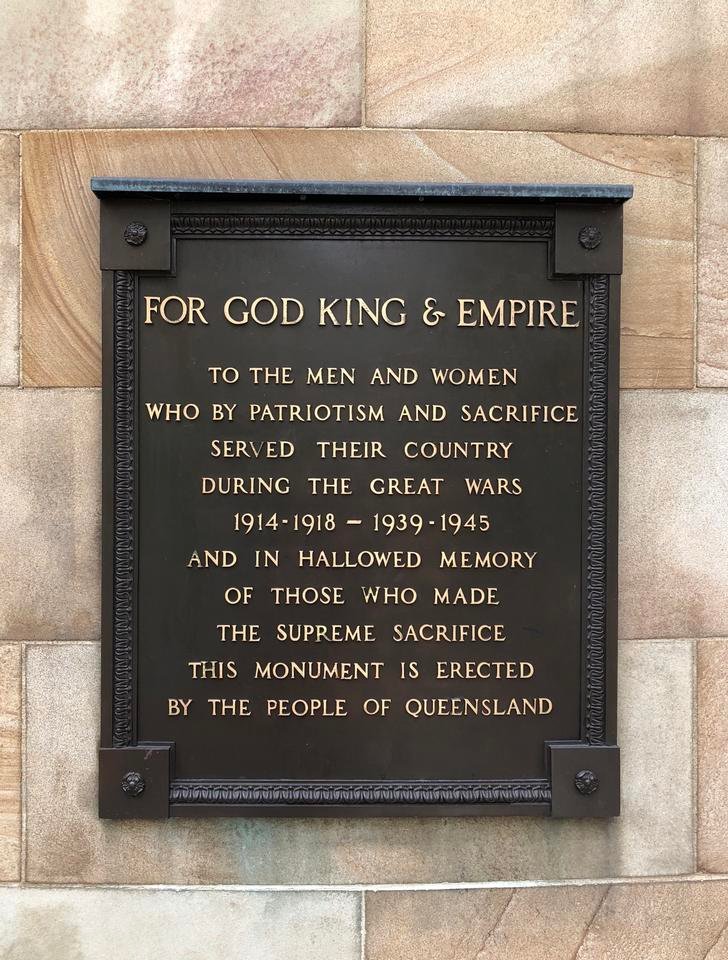 FOR GOD KING & EMPIRE
TO THE MEN AND WOMEN
WHO BY PATRIOTISM AND SACRIFICE
SERVED THEIR COUNTRY
DURING THE GREAT WARS
1914-1918 – 1939-1945
AND IN HALLOWED MEMORY
OF THOSE WHO MADE
THE SUPREME SACRIFICE
THIS MONUMENT IS ERECTED
BY THE PEOPLE OF QUEENSLAND